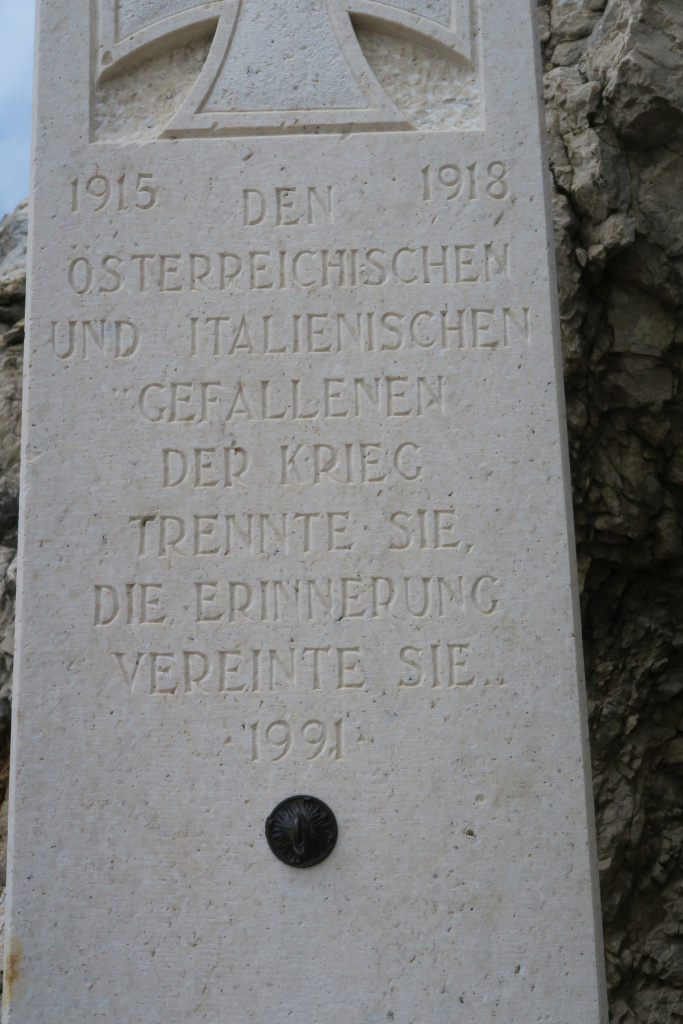 1915 DEN 1918
ÖSTERREICHISCHEN
UND ITALIENISCHEN
"GEFALLENEN
DER KRIEG
TRENNTE SIE,
DIE ERINNERUNG
VEREINTE SIE..
1991